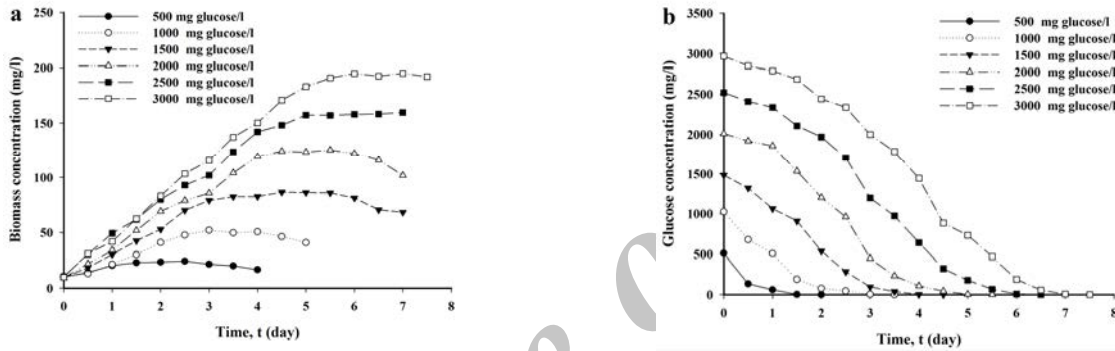 a
500 mg glucose/l
1000 mg glucose/l
1500 mg glucose/l
2000 mg glucose/l
2500 mg glucose/l
3000 mg glucose/l
250
200
150
100
50
0
Biomass concentration (mg/l)
0 1 2 3 4 5 6 7 8
Time, t (day)
b
500 mg glucose/l
1000 mg glucose/l
1500 mg glucose/l
2000 mg glucose/l
2500 mg glucose/l
3000 mg glucose/l
3500
3000
2500
2000
1500
1000
500
0
Glucose concentration (mg/l)
0 1 2 3 4 5 6 7 8
Time, t (day)